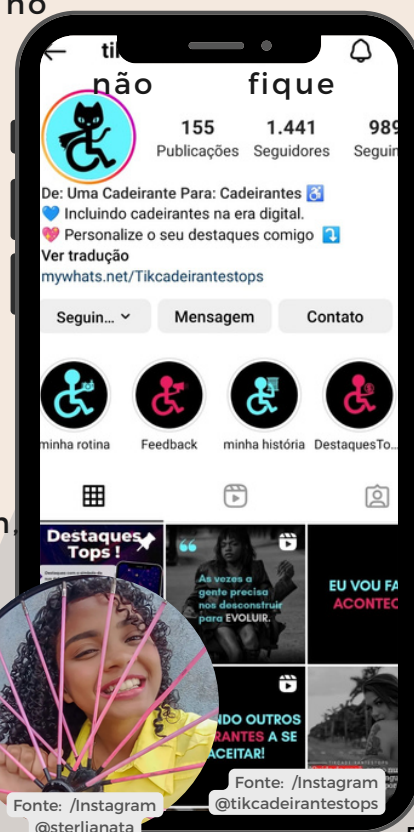 no
não fique
155 1.441 989
Publicações Seguidores Seguin
De: Uma Cadeirante Para: Cadeirantes ♿
💙 Incluindo cadeirantes na era digital.
💖 Personalize o seu destaques comigo ⤵️
Ver tradução
mywhats.net/Tikcadeirantestops
Seguin... Mensagem Contato
minha rotina Feedback minha história DestaquesTo...
Destaques
Tops !
As vezes a
gente precisa
nos desconstruir
para EVOLUIR.
EU VOU FA
ACONTEC
NDO OUTROS
RANTES A SE
ACEITAR!
Fonte: /Instagram
@tikcadeirantestops
Fonte: /Instagram
@sterlianata